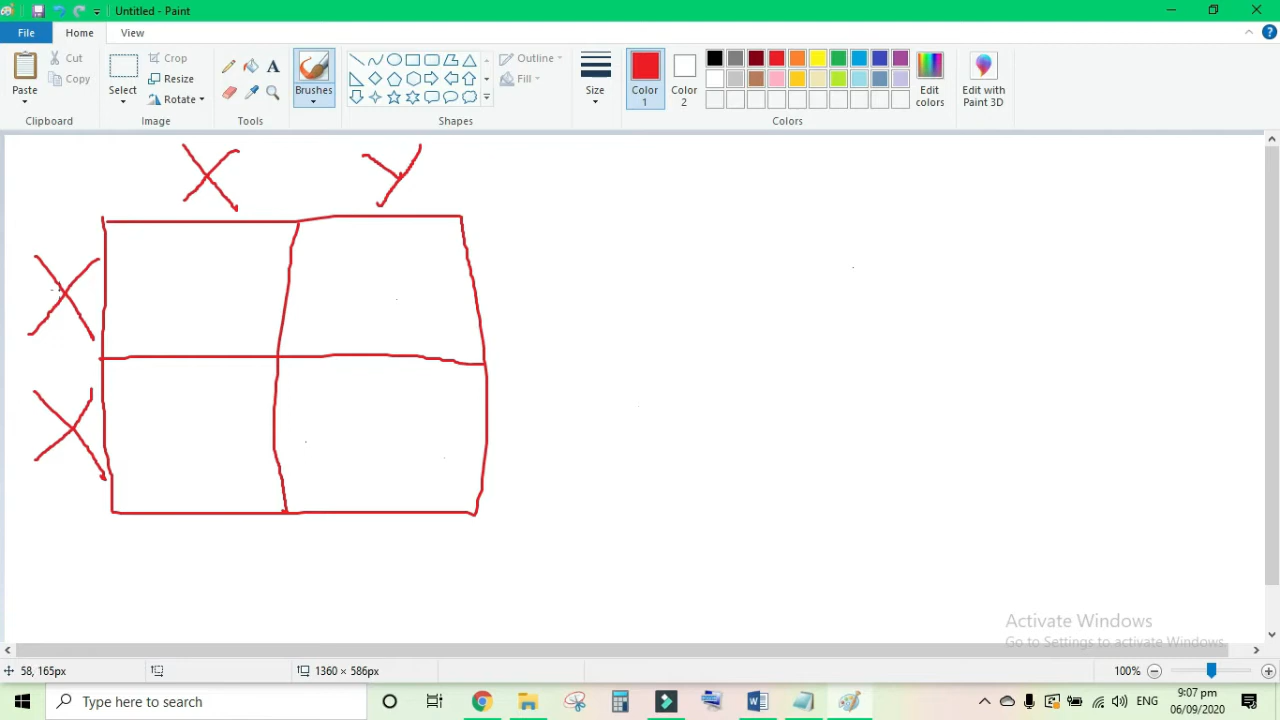 Untitled - Paint
File Home View
Paste
Cut
Copy
Clipboard
Select
Crop
Resize
Rotate
Image
A
Tools
Brushes
Outline
Fill
Shapes
Size
Color 1
Color 2
Edit colors
Edit with Paint 3D
Colors
X Y
X
X
Activate Windows
Go to Settings to activate Windows.
58, 165px
1360 × 586px
100%
Type here to search
ENG
9:07 pm
06/09/2020